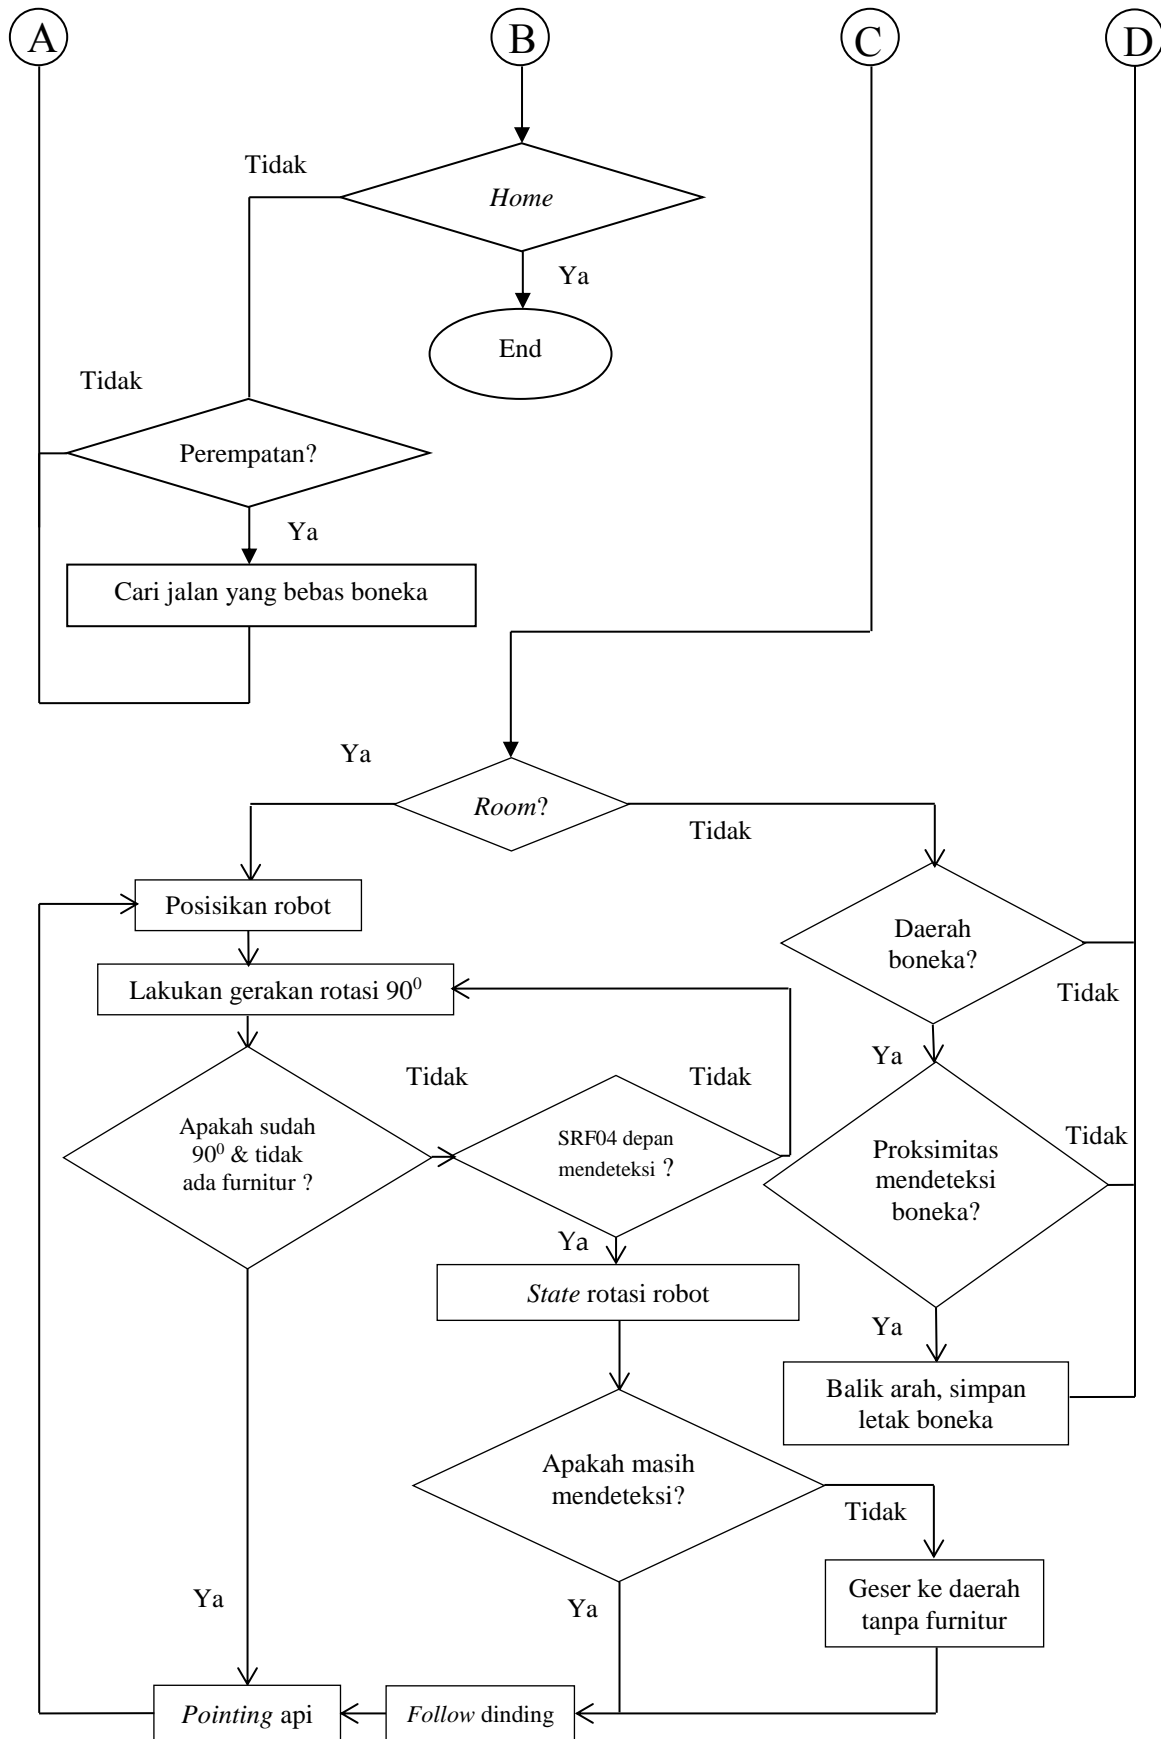 A
B
C
D
Tidak
Home
Ya
End
Tidak
Perempatan?
Ya
Cari jalan yang bebas boneka
Ya
Room?
Tidak
Posisikan robot
Daerah
boneka?
Lakukan gerakan rotasi 90⁰
Tidak
Ya
Tidak
Tidak
Apakah sudah
90⁰ & tidak
ada furnitur ?
SRF04 depan
mendeteksi ?
Tidak
Proksimitas
mendeteksi
boneka?
Ya
State rotasi robot
Ya
Balik arah, simpan
letak boneka
Apakah masih
mendeteksi?
Tidak
Geser ke daerah
tanpa furnitur
Ya
Ya
Pointing api
Follow dinding